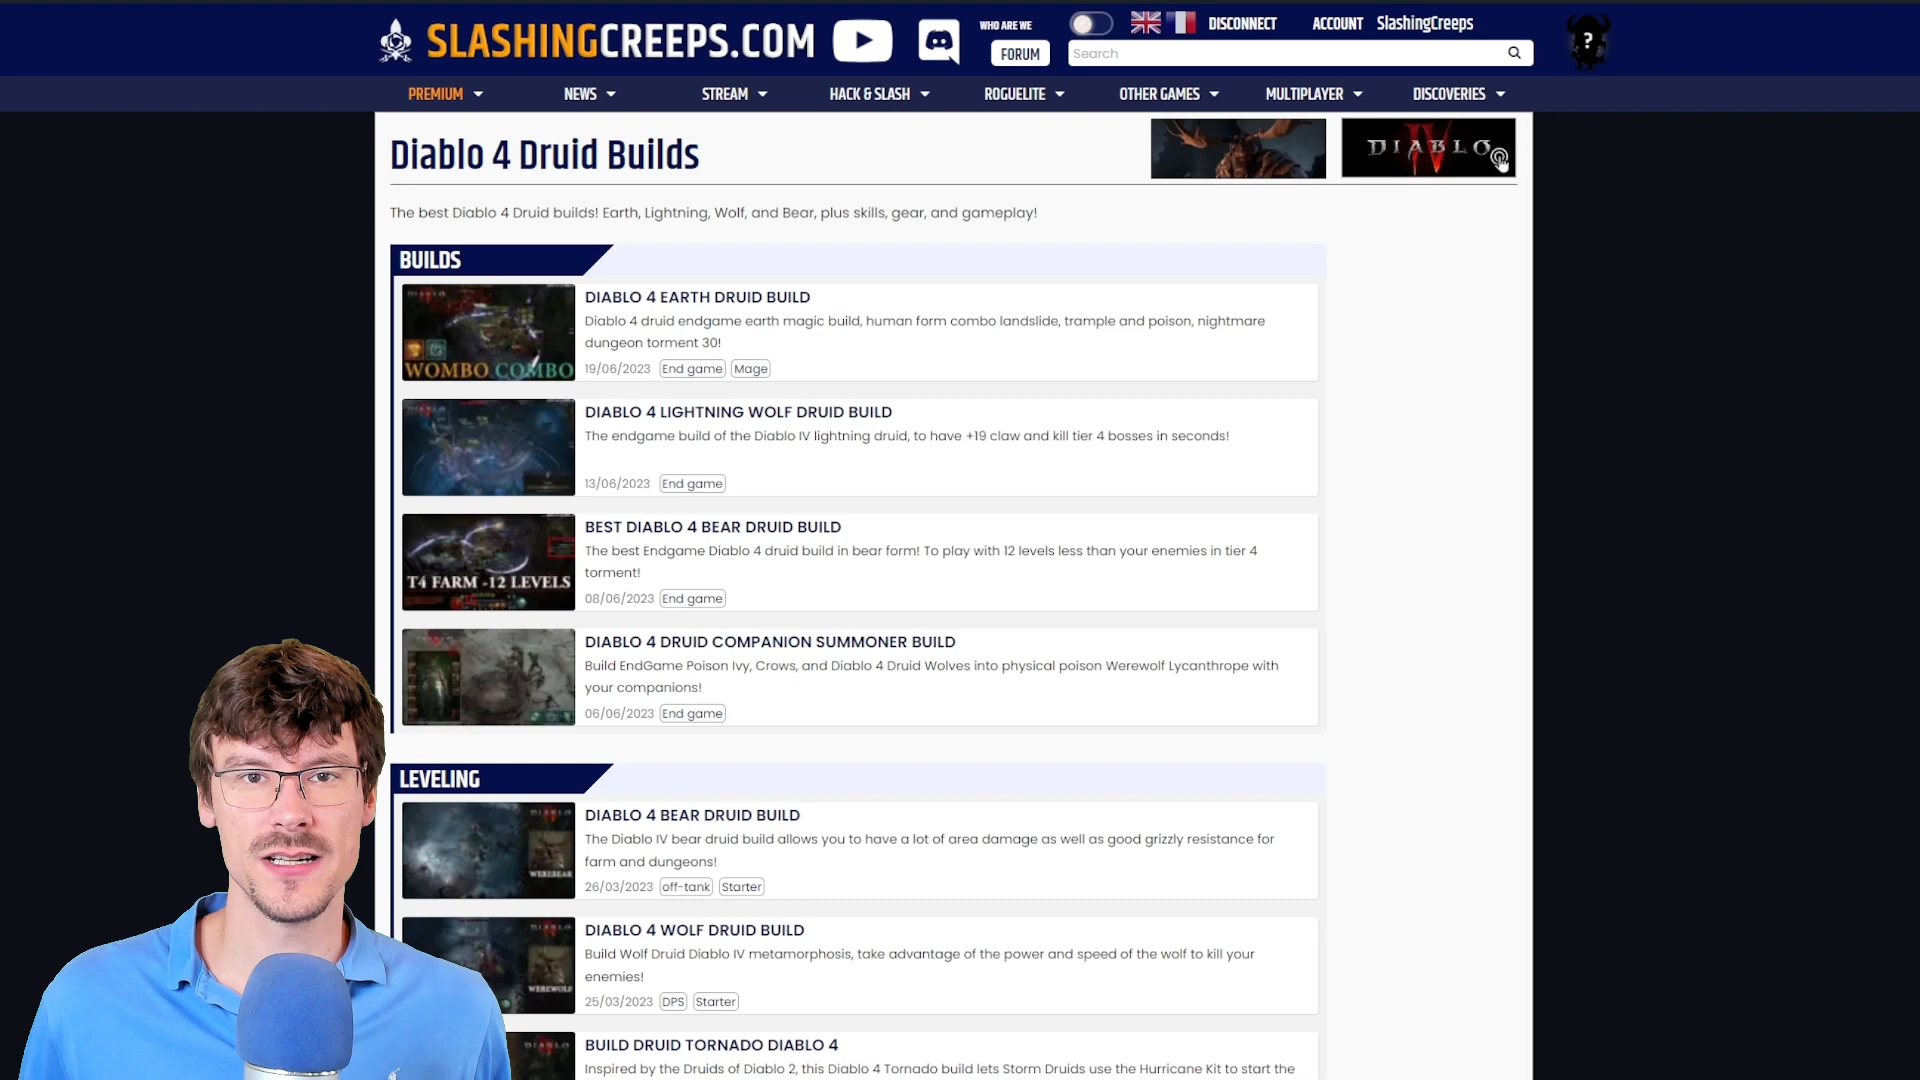 SLASHINGCREEPS.COM
WHO ARE WE
FORUM
DISCONNECT
ACCOUNT
SlashingCreeps
Search
?
PREMIUM
NEWS
STREAM
HACK & SLASH
ROGUELITE
OTHER GAMES
MULTIPLAYER
DISCOVERIES
Diablo 4 Druid Builds
DIABLO IV
The best Diablo 4 Druid builds! Earth, Lightning, Wolf, and Bear, plus skills, gear, and gameplay!
BUILDS
WOMBO COMBO
DIABLO 4 EARTH DRUID BUILD
Diablo 4 druid endgame earth magic build, human form combo landslide, trample and poison, nightmare
dungeon torment 30!
19/06/2023 End game Mage
DIABLO 4 LIGHTNING WOLF DRUID BUILD
The endgame build of the Diablo IV lightning druid, to have +19 claw and kill tier 4 bosses in seconds!
13/06/2023 End game
T4 FARM -12 LEVELS
BEST DIABLO 4 BEAR DRUID BUILD
The best Endgame Diablo 4 druid build in bear form! To play with 12 levels less than your enemies in tier 4
torment!
08/06/2023 End game
DIABLO 4 DRUID COMPANION SUMMONER BUILD
Build EndGame Poison Ivy, Crows, and Diablo 4 Druid Wolves into physical poison Werewolf Lycanthrope with
your companions!
06/06/2023 End game
LEVELING
DIABLO
WEREBEAR
DIABLO 4 BEAR DRUID BUILD
The Diablo IV bear druid build allows you to have a lot of area damage as well as good grizzly resistance for
farm and dungeons!
26/03/2023 off-tank Starter
DIABLO
WEREWOLF
DIABLO 4 WOLF DRUID BUILD
Build Wolf Druid Diablo IV metamorphosis, take advantage of the power and speed of the wolf to kill your
enemies!
25/03/2023 DPS Starter
DIABLO
BUILD DRUID TORNADO DIABLO 4
Inspired by the Druids of Diablo 2, this Diablo 4 Tornado build lets Storm Druids use the Hurricane Kit to start the